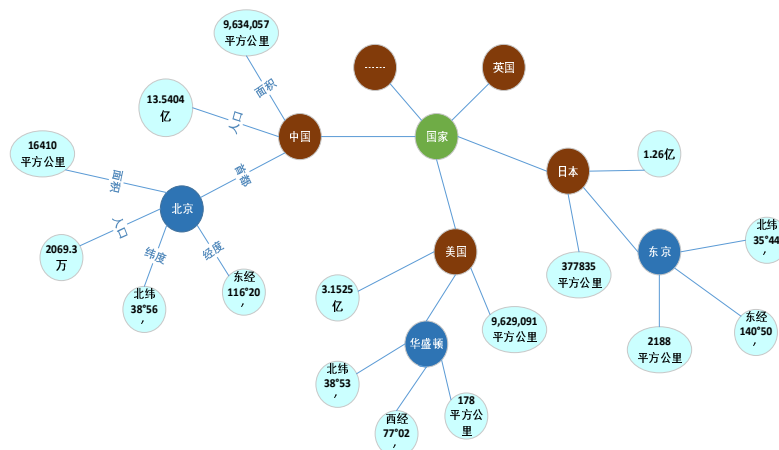 9,634,057
平方公里
……
英国
面积
13.5404
亿
人口
中国
国家
16410
平方公里
首都
日本
1.26亿
面积
北京
人口
2069.3
万
纬度
经度
北纬
38°56
′
东经
116°20
′
美国
东京
北纬
35°44
′
377835
平方公里
3.1525
亿
9,629,091
平方公里
2188
平方公里
东经
140°50
′
华盛顿
北纬
38°53
′
西经
77°02
′
178
平方公
里